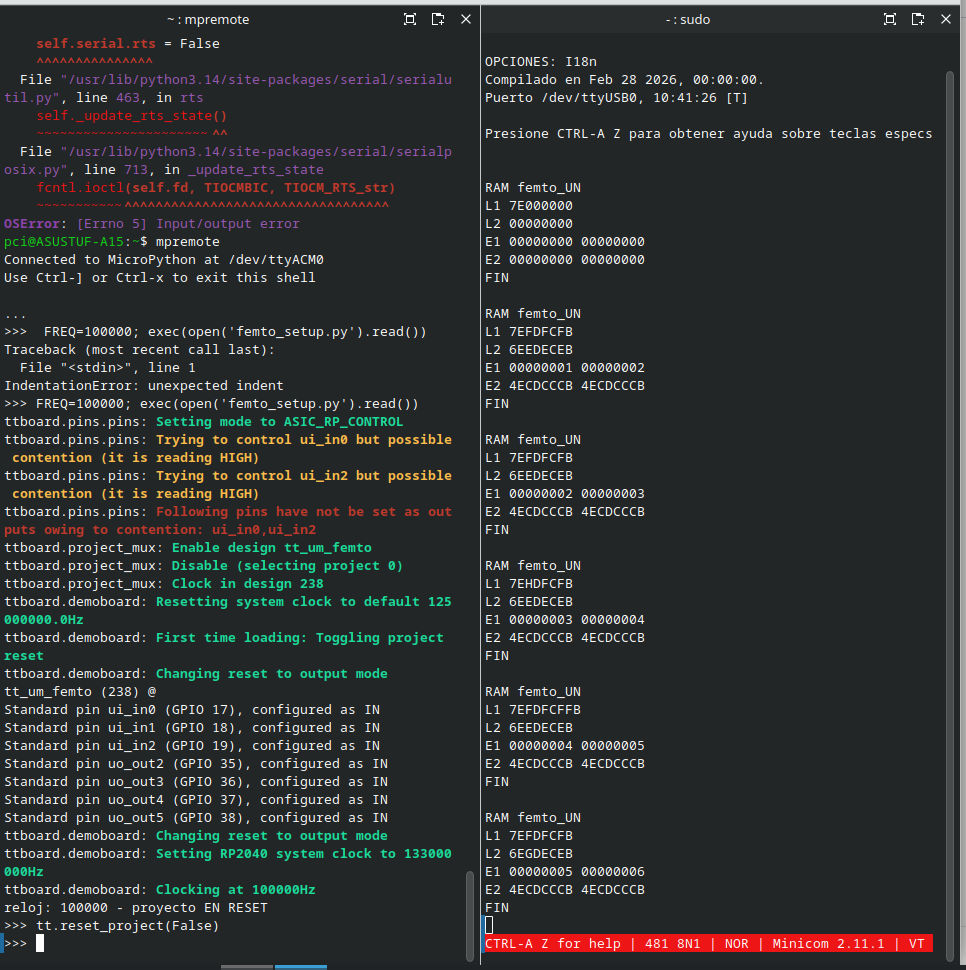 ~ : mpremote
self.serial.rts = False
^^^^^^^^^^^^^^^
File "/usr/lib/python3.14/site-packages/serial/serialu
til.py", line 463, in rts
self._update_rts_state()
~~~~~~~~~~~~~~~~~~~~~~^^
File "/usr/lib/python3.14/site-packages/serial/serialp
osix.py", line 713, in _update_rts_state
fcntl.ioctl(self.fd, TIOCMBIC, TIOCM_RTS_str)
~~~~~~~~~~~^^^^^^^^^^^^^^^^^^^^^^^^^^^^^^^^^^
OSError: [Errno 5] Input/output error
pci@ASUSTUF-A15:~$ mpremote
Connected to MicroPython at /dev/ttyACM0
Use Ctrl-] or Ctrl-x to exit this shell
...
>>>  FREQ=100000; exec(open('femto_setup.py').read())
Traceback (most recent call last):
File "<stdin>", line 1
IndentationError: unexpected indent
>>> FREQ=100000; exec(open('femto_setup.py').read())
ttboard.pins.pins: Setting mode to ASIC_RP_CONTROL
ttboard.pins.pins: Trying to control ui_in0 but possible
contention (it is reading HIGH)
ttboard.pins.pins: Trying to control ui_in2 but possible
contention (it is reading HIGH)
ttboard.pins.pins: Following pins have not be set as out
puts owing to contention: ui_in0,ui_in2
ttboard.project_mux: Enable design tt_um_femto
ttboard.project_mux: Disable (selecting project 0)
ttboard.project_mux: Clock in design 238
ttboard.demoboard: Resetting system clock to default 125
000000.0Hz
ttboard.demoboard: First time loading: Toggling project
reset
ttboard.demoboard: Changing reset to output mode
tt_um_femto (238) @
Standard pin ui_in0 (GPIO 17), configured as IN
Standard pin ui_in1 (GPIO 18), configured as IN
Standard pin ui_in2 (GPIO 19), configured as IN
Standard pin uo_out2 (GPIO 35), configured as IN
Standard pin uo_out3 (GPIO 36), configured as IN
Standard pin uo_out4 (GPIO 37), configured as IN
Standard pin uo_out5 (GPIO 38), configured as IN
ttboard.demoboard: Changing reset to output mode
ttboard.demoboard: Setting RP2040 system clock to 133000
000Hz
ttboard.demoboard: Clocking at 100000Hz
reloj: 100000 - proyecto EN RESET
>>> tt.reset_project(False)
>>>
- : sudo
OPCIONES: I18n
Compilado en Feb 28 2026, 00:00:00.
Puerto /dev/ttyUSB0, 10:41:26 [T]
Presione CTRL-A Z para obtener ayuda sobre teclas especs
RAM femto_UN
L1 7E000000
L2 00000000
E1 00000000 00000000
E2 00000000 00000000
FIN
RAM femto_UN
L1 7EFDFCFB
L2 6EEDECEB
E1 00000001 00000002
E2 4ECDCCCB 4ECDCCCB
FIN
RAM femto_UN
L1 7EFDFCFB
L2 6EEDECEB
E1 00000002 00000003
E2 4ECDCCCB 4ECDCCCB
FIN
RAM femto_UN
L1 7EHDFCFB
L2 6EEDECEB
E1 00000003 00000004
E2 4ECDCCCB 4ECDCCCB
FIN
RAM femto_UN
L1 7EFDFCFFB
L2 6EEDECEB
E1 00000004 00000005
E2 4ECDCCCB 4ECDCCCB
FIN
RAM femto_UN
L1 7EFDFCFB
L2 6EGDECEB
E1 00000005 00000006
E2 4ECDCCCB 4ECDCCCB
FIN
CTRL-A Z for help | 481 8N1 | NOR | Minicom 2.11.1 | VT